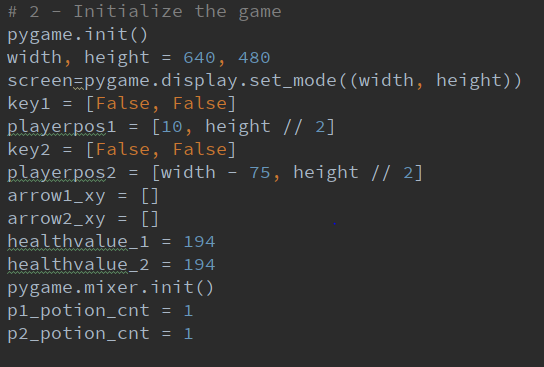 # 2 - Initialize the game
pygame.init()
width, height = 640, 480
screen=pygame.display.set_mode((width, height))
key1 = [False, False]
playerpos1 = [10, height // 2]
key2 = [False, False]
playerpos2 = [width - 75, height // 2]
arrow1_xy = []
arrow2_xy = []
healthvalue_1 = 194
healthvalue_2 = 194
pygame.mixer.init()
p1_potion_cnt = 1
p2_potion_cnt = 1